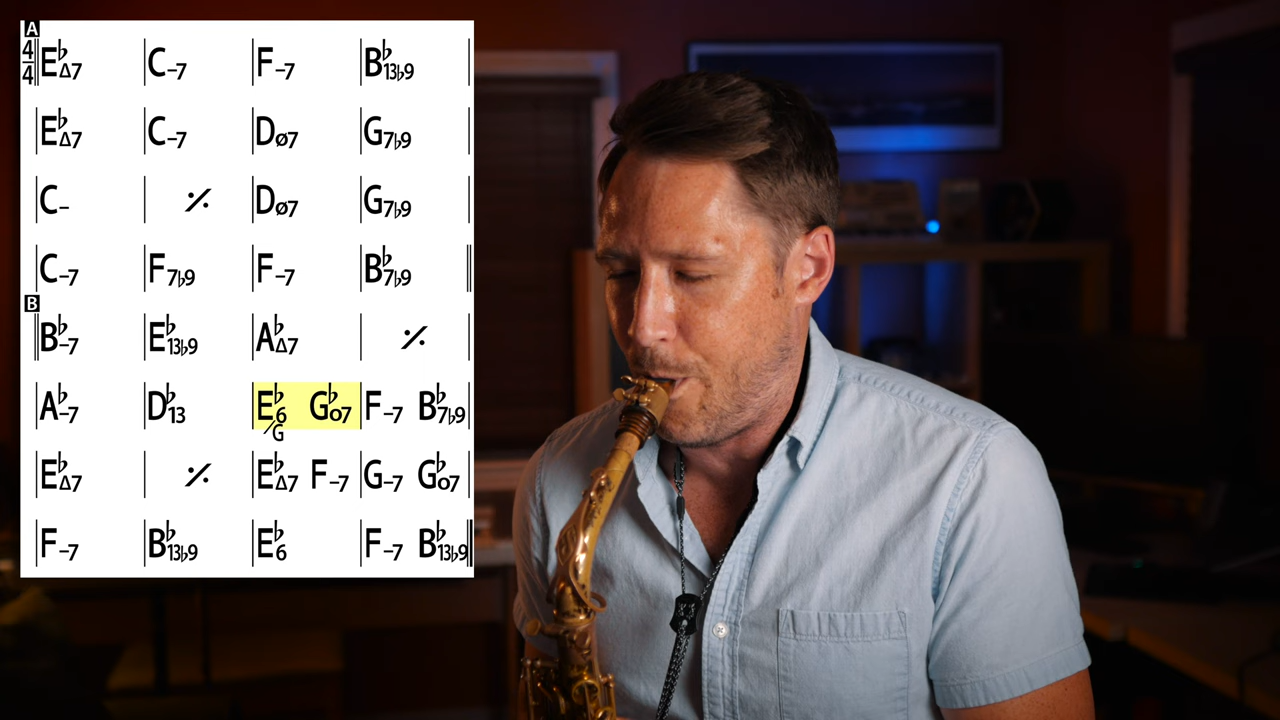 A
4/4 E♭Δ7 C-7 F-7 B♭13♭9
E♭Δ7 C-7 Dø7 G7♭9
C- 𝄎 Dø7 G7♭9
C-7 F7♭9 F-7 B♭7♭9
B
B♭-7 E♭13♭9 A♭Δ7 𝄎
A♭-7 D♭13 E♭6/G G♭o7 F-7 B♭7♭9
E♭Δ7 𝄎 E♭Δ7 F-7 G-7 G♭o7
F-7 B♭13♭9 E♭6 F-7 B♭13♭9